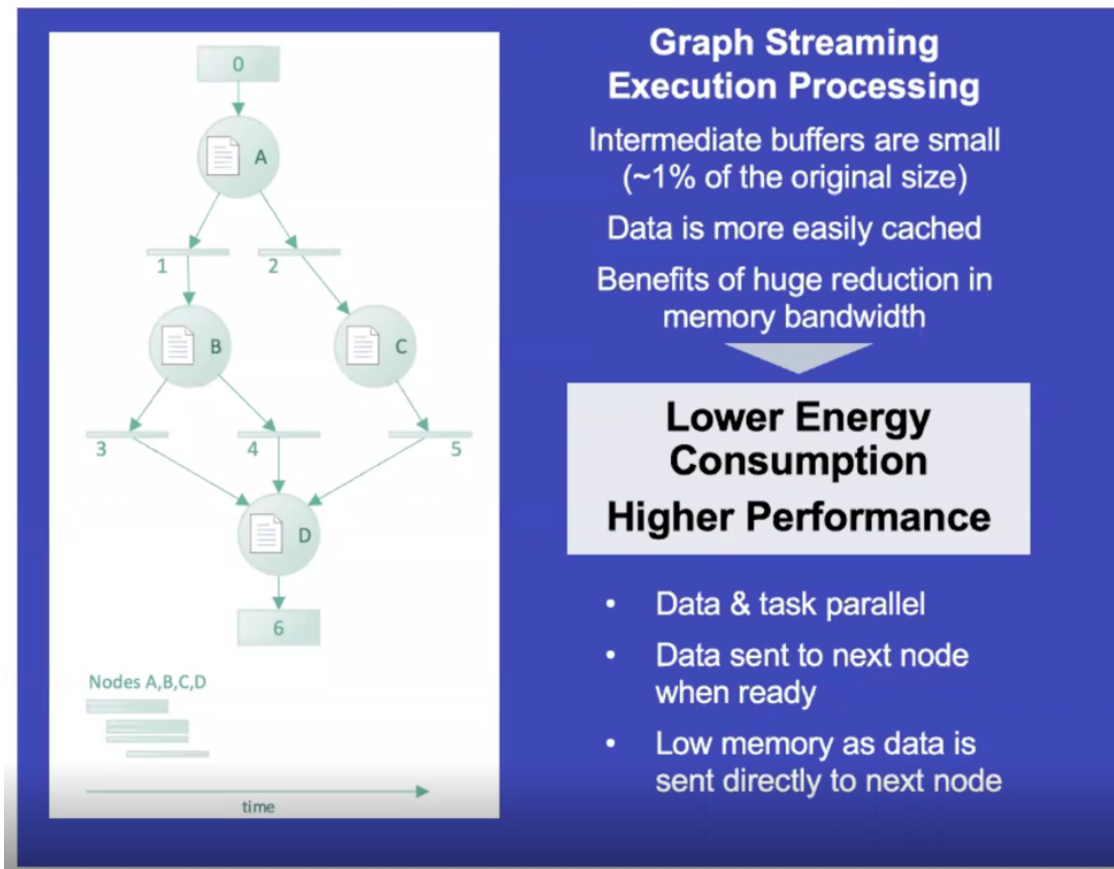 0
A
1
2
B
C
3
4
5
D
6
Nodes A,B,C,D
time
Graph Streaming
Execution Processing
Intermediate buffers are small
(~1% of the original size)
Data is more easily cached
Benefits of huge reduction in
memory bandwidth
Lower Energy
Consumption
Higher Performance
• Data & task parallel
• Data sent to next node
when ready
• Low memory as data is
sent directly to next node